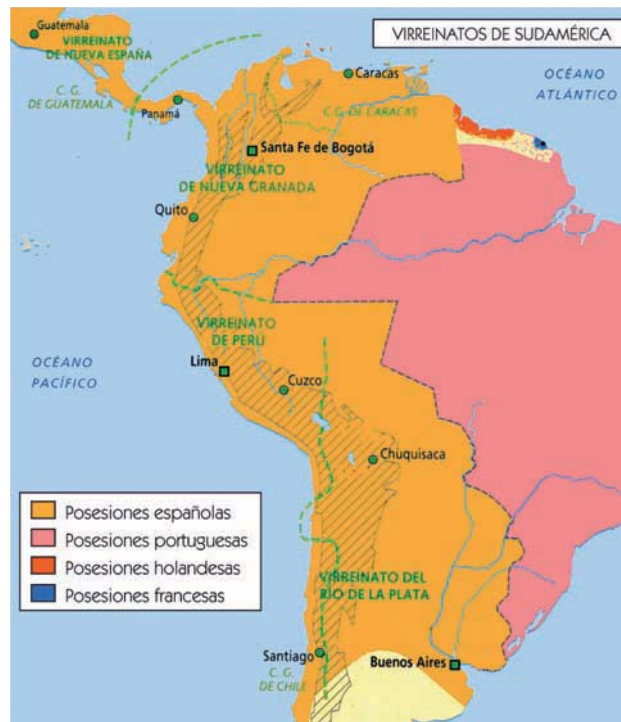 VIRREINATOS DE SUDAMÉRICA
Guatemala
VIRREINATO
DE NUEVA ESPAÑA
C. G.
DE GUATEMALA
Panamá
Caracas
C.G. DE CARACAS
OCÉANO
ATLÁNTICO
Santa Fe de Bogotá
VIRREINATO
DE NUEVA GRANADA
Quito
VIRREINATO
DE PERÚ
Lima
OCÉANO
PACÍFICO
Cuzco
Chuquisaca
Posesiones españolas
Posesiones portuguesas
Posesiones holandesas
Posesiones francesas
VIRREINATO DEL
RÍO DE LA PLATA
Santiago
C. G.
DE CHILE
Buenos Aires